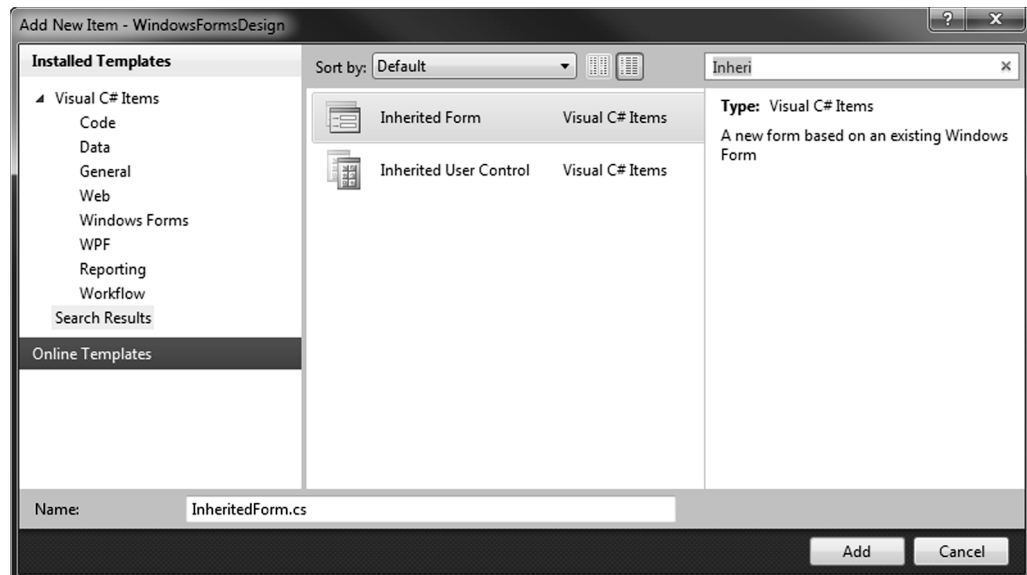 Add New Item - WindowsFormsDesign
? x
Installed Templates
Sort by: Default
Inheri ×
Visual C# Items
Code
Data
General
Web
Windows Forms
WPF
Reporting
Workflow
Search Results
Online Templates
Inherited Form Visual C# Items
Inherited User Control Visual C# Items
Type: Visual C# Items
A new form based on an existing Windows
Form
Name: InheritedForm.cs
Add Cancel